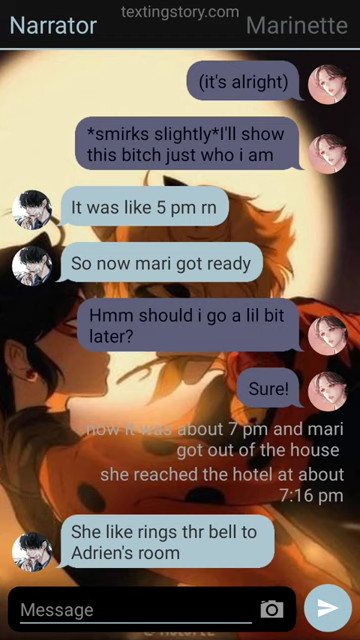 textingstory.com
Narrator
Marinette
(it's alright)
*smirks slightly*I'll show
this bitch just who i am
It was like 5 pm rn
So now mari got ready
Hmm should i go a lil bit
later?
Sure!
now it was about 7 pm and mari
got out of the house
she reached the hotel at about
7:16 pm
She like rings thr bell to
Adrien's room
Message